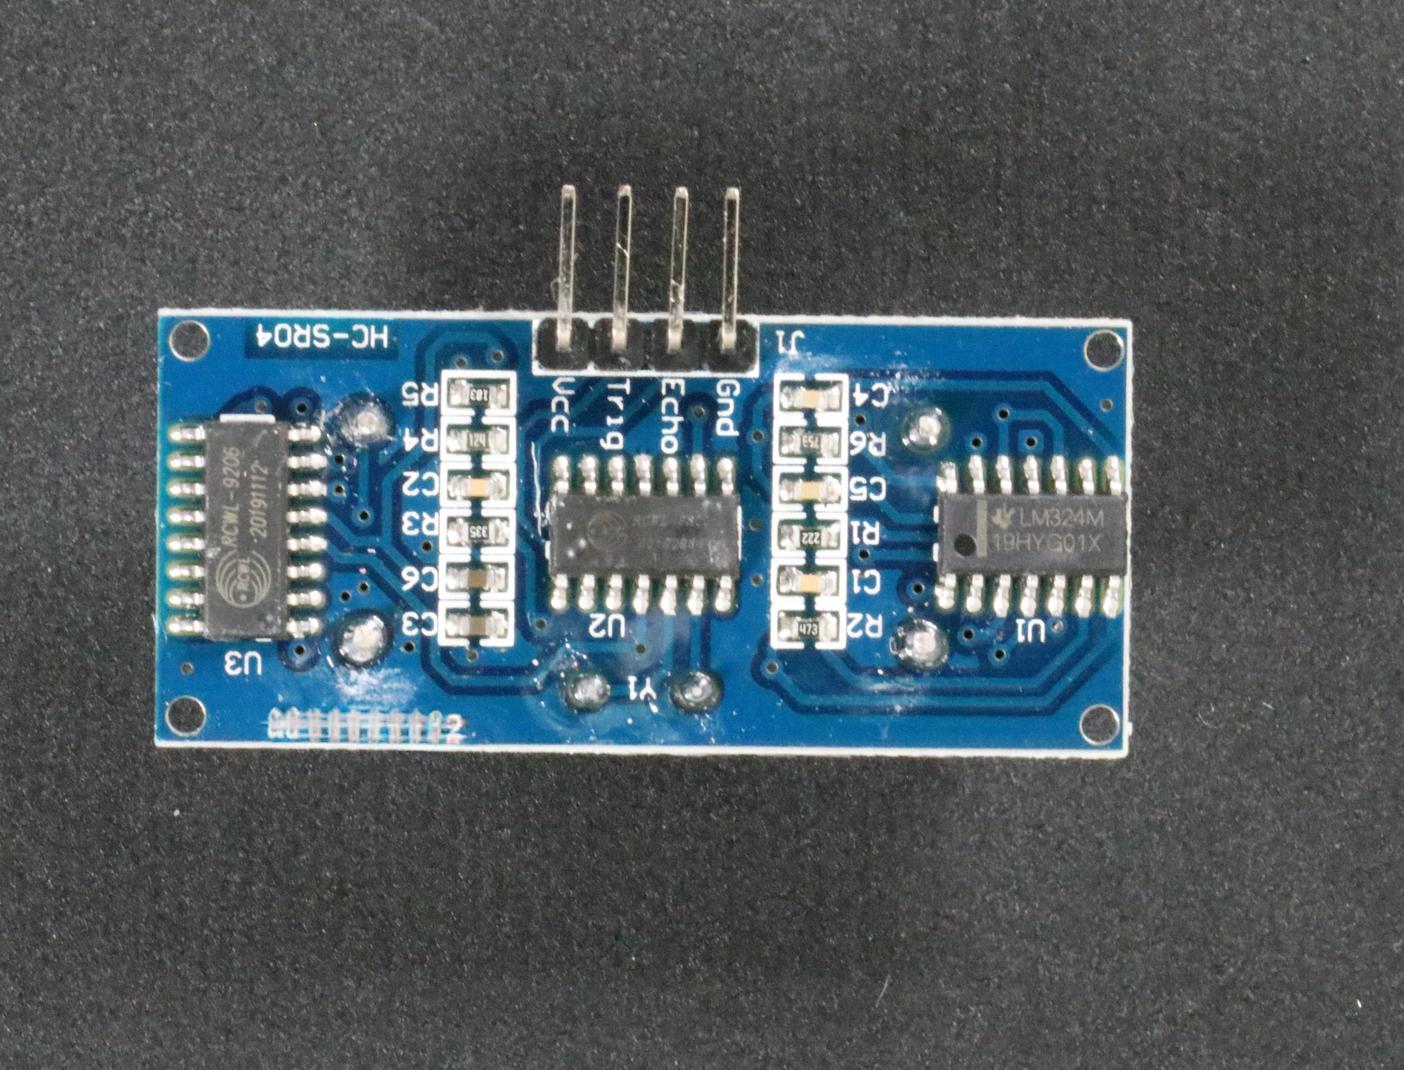 HC-SR04
J1
Vcc
Trig
Echo
Gnd
R5
103
R4
124
C2
R3
335
C6
C3
C4
R6
753
C5
R1
222
C1
R2
473
RCWL-9206
20191112
RCWL
LM324M
19HYG01X
U3
U2
U1
Y1